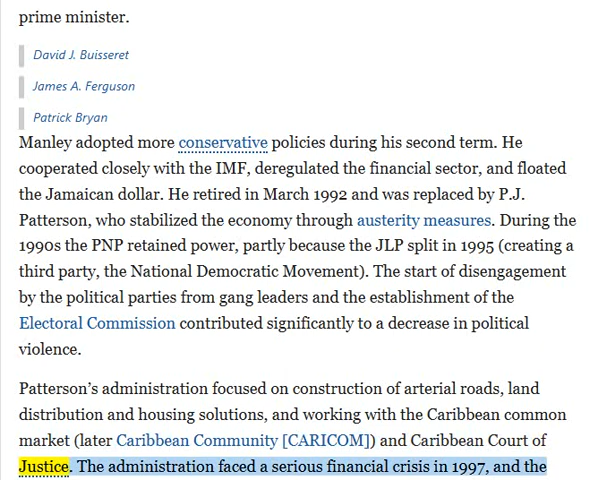 prime minister.
David J. Buisseret
James A. Ferguson
Patrick Bryan
Manley adopted more conservative policies during his second term. He
cooperated closely with the IMF, deregulated the financial sector, and floated
the Jamaican dollar. He retired in March 1992 and was replaced by P.J.
Patterson, who stabilized the economy through austerity measures. During the
1990s the PNP retained power, partly because the JLP split in 1995 (creating a
third party, the National Democratic Movement). The start of disengagement
by the political parties from gang leaders and the establishment of the
Electoral Commission contributed significantly to a decrease in political
violence.
Patterson’s administration focused on construction of arterial roads, land
distribution and housing solutions, and working with the Caribbean common
market (later Caribbean Community [CARICOM]) and Caribbean Court of
Justice. The administration faced a serious financial crisis in 1997, and the